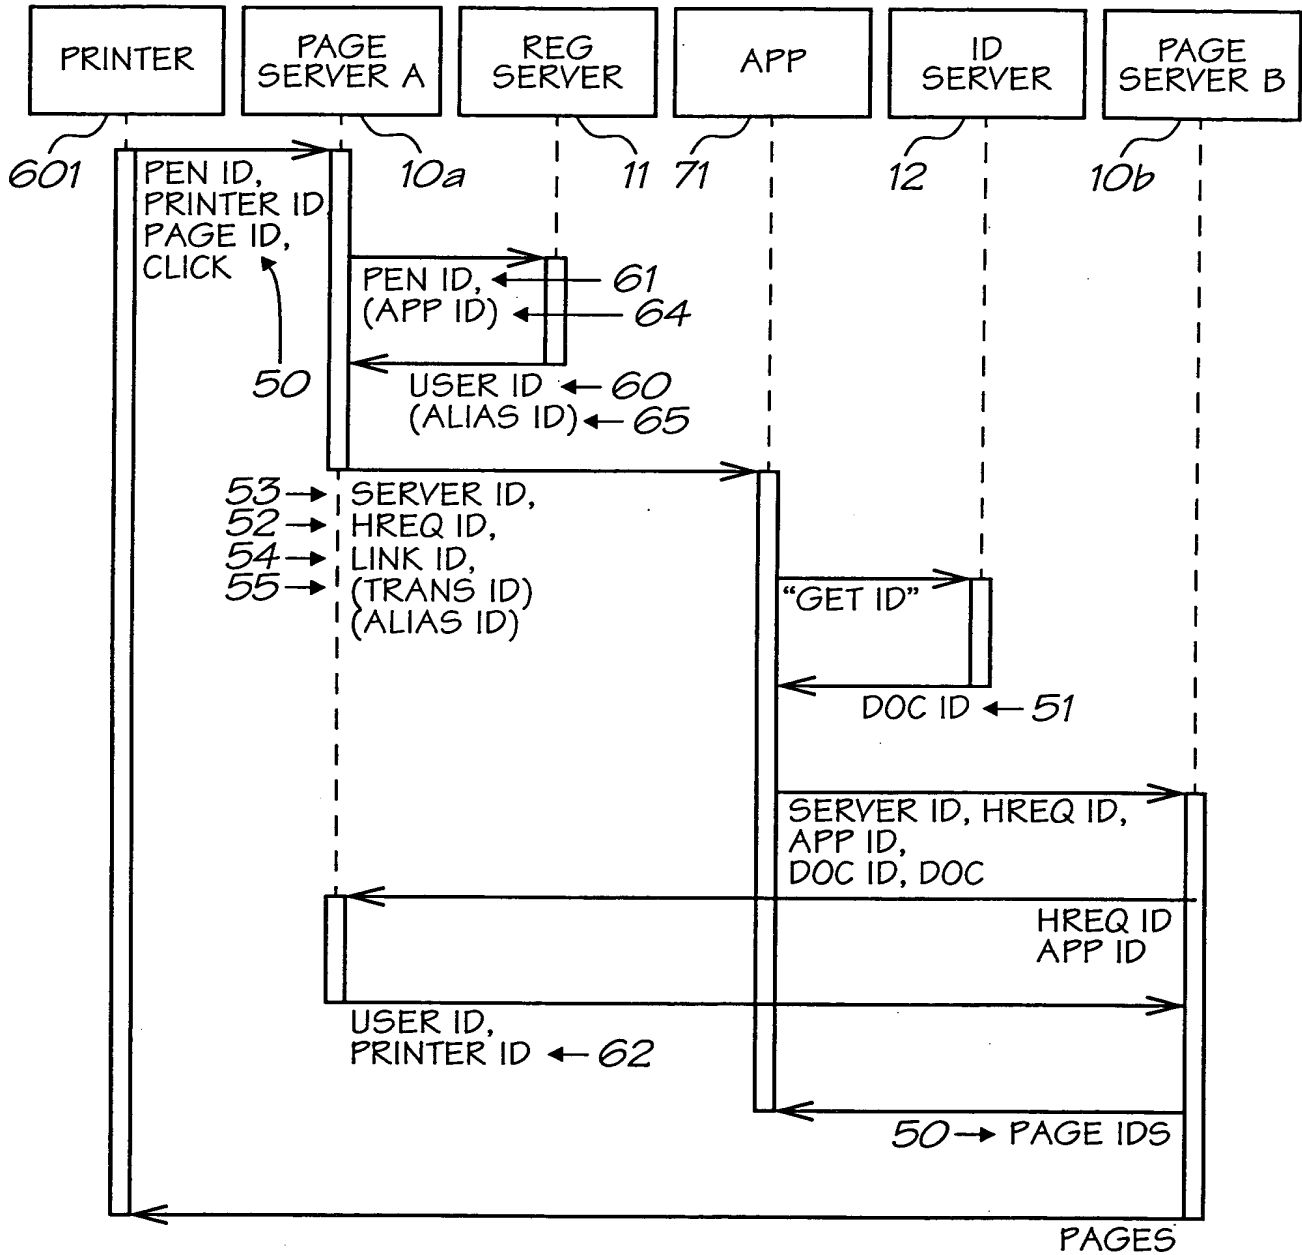 PRINTER
PAGE
SERVER A
REG
SERVER
APP
ID
SERVER
PAGE
SERVER B
601
10a
11
71
12
10b
PEN ID,
PRINTER ID
PAGE ID,
CLICK
50
PEN ID, 61
(APP ID) 64
USER ID 60
(ALIAS ID) 65
53 SERVER ID,
52 HREQ ID,
54 LINK ID,
55 (TRANS ID)
(ALIAS ID)
"GET ID"
DOC ID 51
SERVER ID, HREQ ID,
APP ID,
DOC ID, DOC
HREQ ID
APP ID
USER ID,
PRINTER ID 62
50 PAGE IDS
PAGES